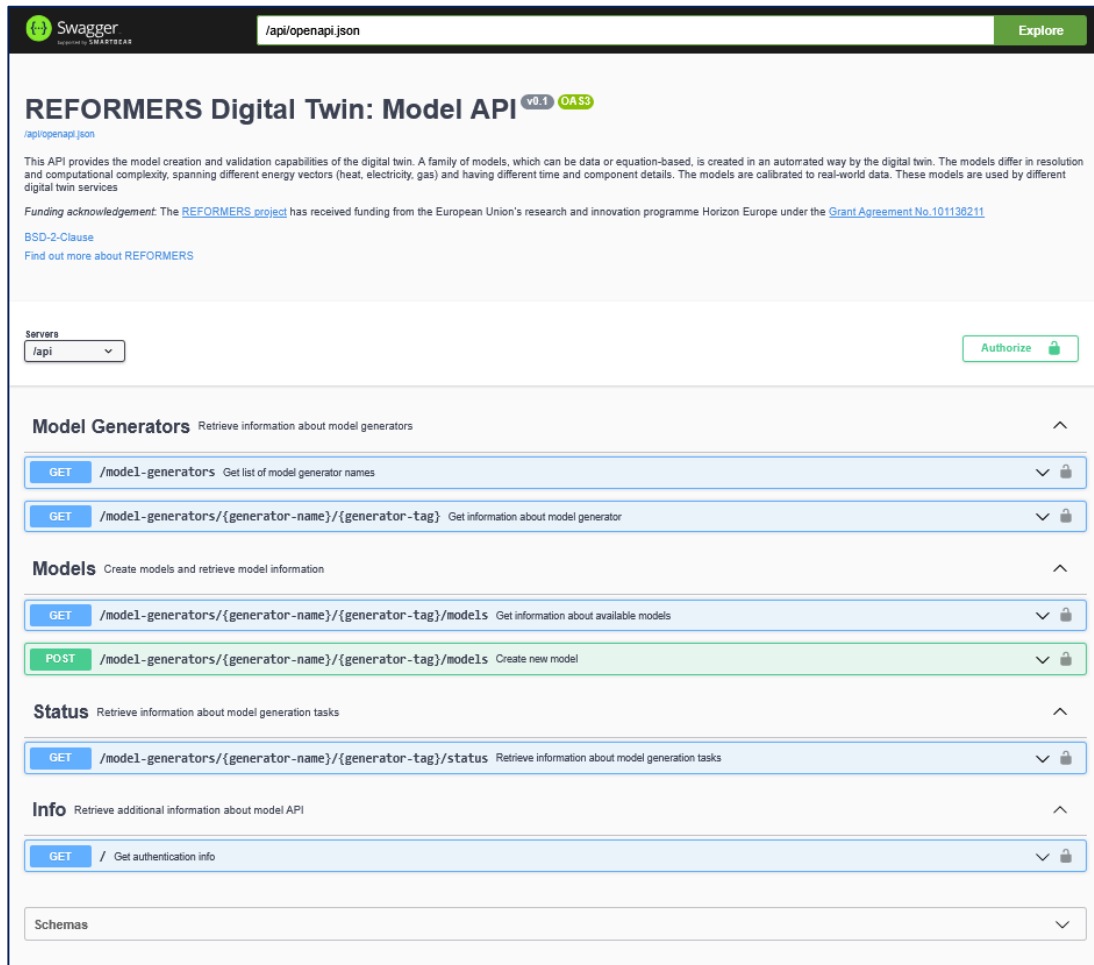 Swagger
Supported by SMARTBEAR
/api/openapi.json
Explore
REFORMERS Digital Twin: Model API v0.1 OAS3
/api/openapi.json
This API provides the model creation and validation capabilities of the digital twin. A family of models, which can be data or equation-based, is created in an automated way by the digital twin. The models differ in resolution
and computational complexity, spanning different energy vectors (heat, electricity, gas) and having different time and component details. The models are calibrated to real-world data. These models are used by different
digital twin services
Funding acknowledgement: The REFORMERS project has received funding from the European Union's research and innovation programme Horizon Europe under the Grant Agreement No.101136211
BSD-2-Clause
Find out more about REFORMERS
Servers
/api
Authorize
Model Generators Retrieve information about model generators
GET /model-generators Get list of model generator names
GET /model-generators/{generator-name}/{generator-tag} Get information about model generator
Models Create models and retrieve model information
GET /model-generators/{generator-name}/{generator-tag}/models Get information about available models
POST /model-generators/{generator-name}/{generator-tag}/models Create new model
Status Retrieve information about model generation tasks
GET /model-generators/{generator-name}/{generator-tag}/status Retrieve information about model generation tasks
Info Retrieve additional information about model API
GET / Get authentication info
Schemas